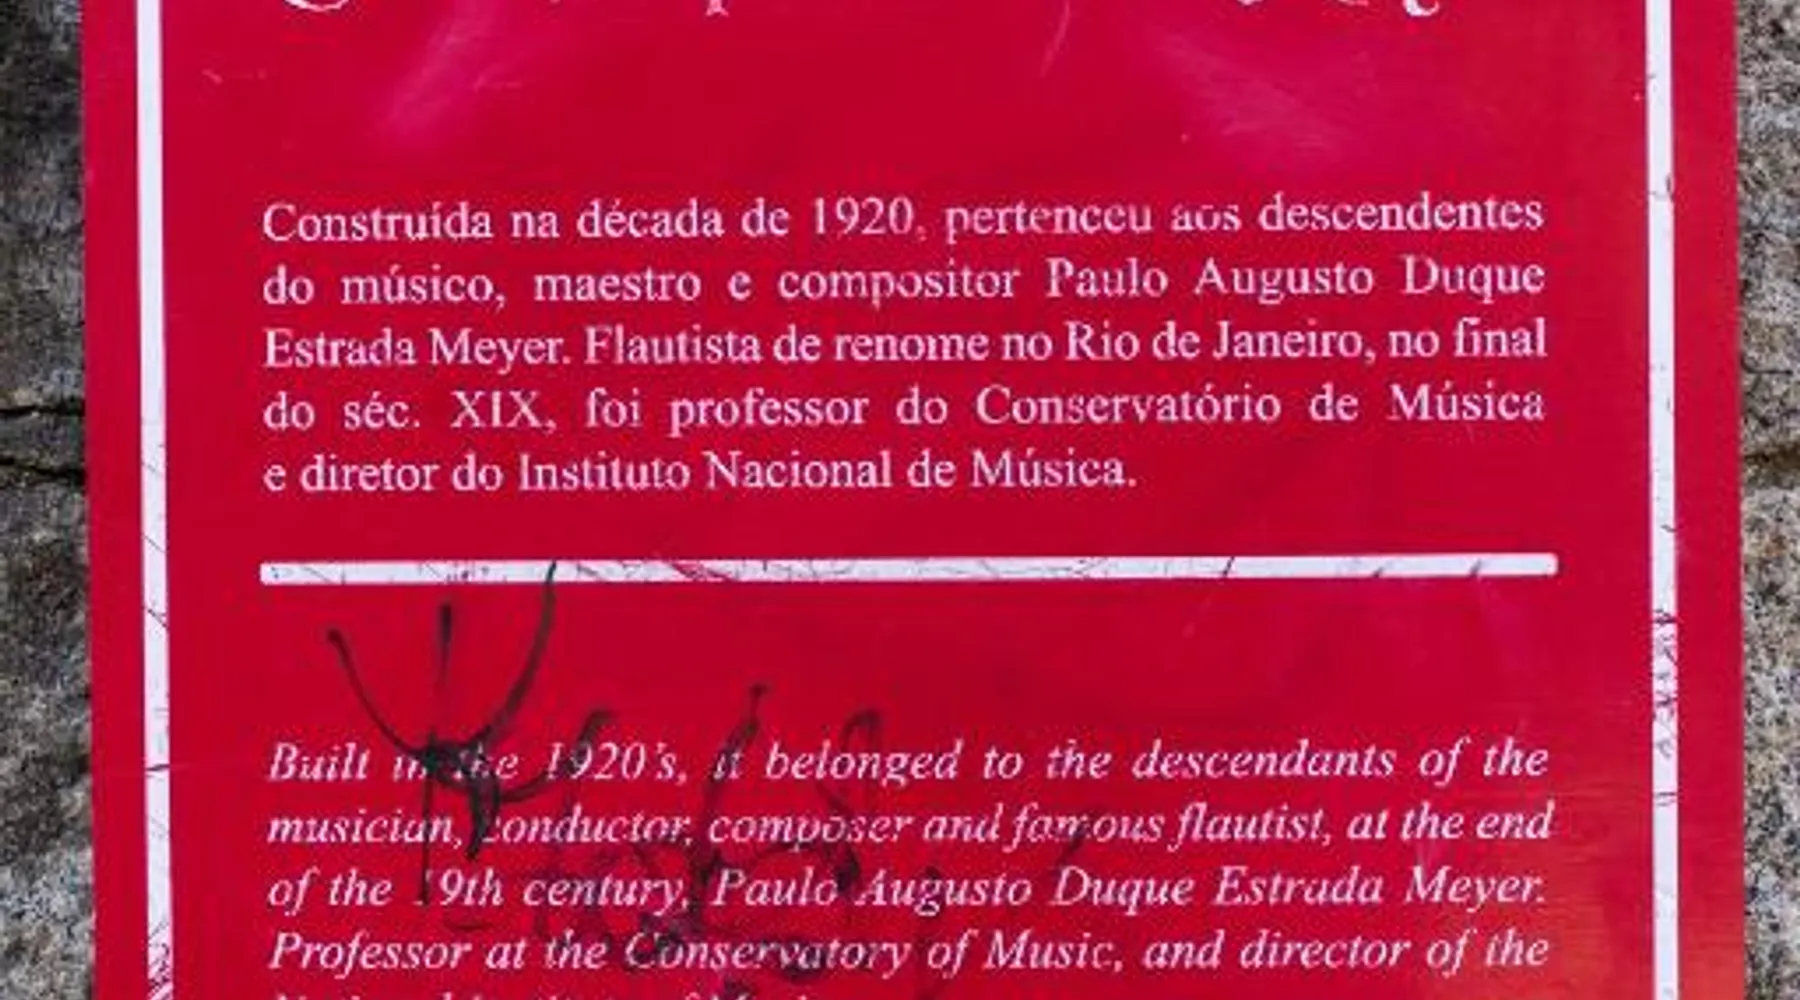 Construída na década de 1920, pertenceu aos descendentes
do músico, maestro e compositor Paulo Augusto Duque
Estrada Meyer. Flautista de renome no Rio de Janeiro, no final
do séc. XIX, foi professor do Conservatório de Música
e diretor do Instituto Nacional de Música.
Built in the 1920's, it belonged to the descendants of the
musician, conductor, composer and famous flautist, at the end
of the 19th century, Paulo Augusto Duque Estrada Meyer.
Professor at the Conservatory of Music, and director of the